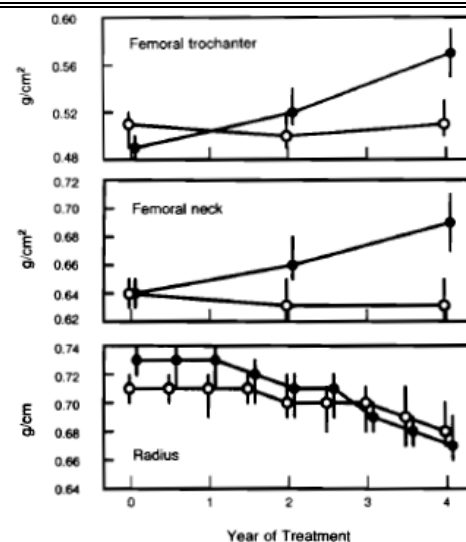 0.60
Femoral trochanter
0.56
g/cm²
0.52
0.48
0.72
Femoral neck
0.70
g/cm²
0.66
0.64
0.62
0.74
0.72
0.70
g/cm
0.68
0.66
Radius
0.64
0
1
2
3
4
Year of Treatment